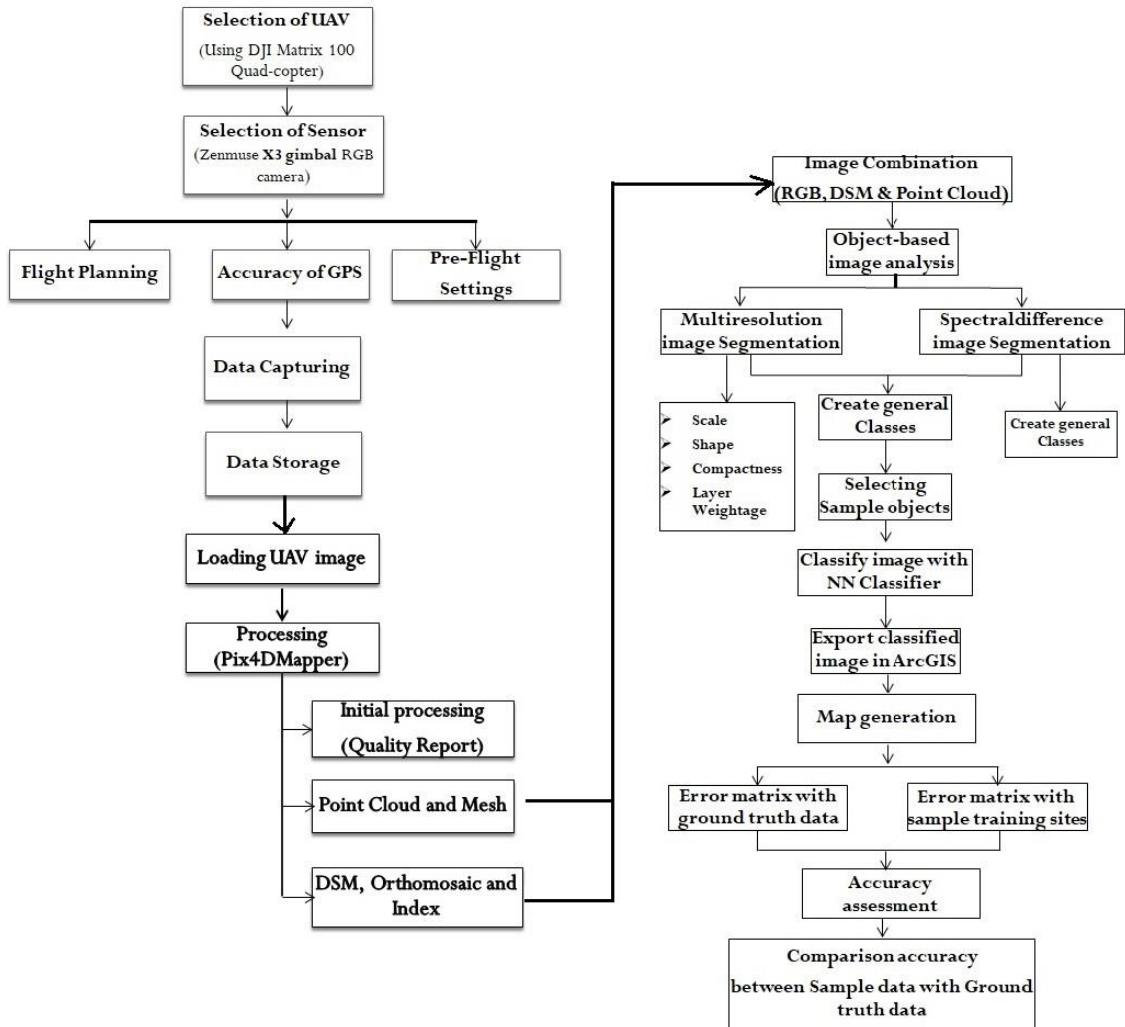 Selection of UAV
(Using DJI Matrix 100
Quad-copter)
Selection of Sensor
(Zenmuse X3 gimbal RGB
camera)
Flight Planning
Accuracy of GPS
Pre-Flight
Settings
Data Capturing
Data Storage
Loading UAV image
Processing
(Pix4DMapper)
Initial processing
(Quality Report)
Point Cloud and Mesh
DSM, Orthomosaic and
Index
Image Combination
(RGB, DSM & Point Cloud)
Object-based
image analysis
Multiresolution
image Segmentation
Spectraldifference
image Segmentation
Scale
Shape
Compactness
Layer
Weightage
Create general
Classes
Create general
Classes
Selecting
Sample objects
Classify image with
NN Classifier
Export classified
image in ArcGIS
Map generation
Error matrix with
ground truth data
Error matrix with
sample training sites
Accuracy
assessment
Comparison accuracy
between Sample data with Ground
truth data